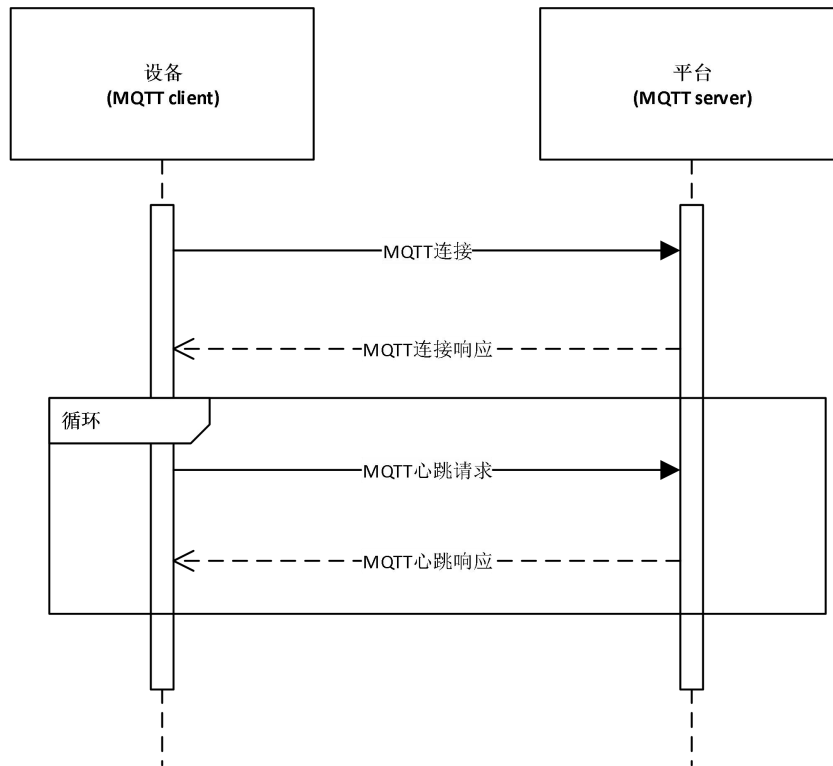 设备
(MQTT client)
平台
(MQTT server)
MQTT连接
MQTT连接响应
循环
MQTT心跳请求
MQTT心跳响应